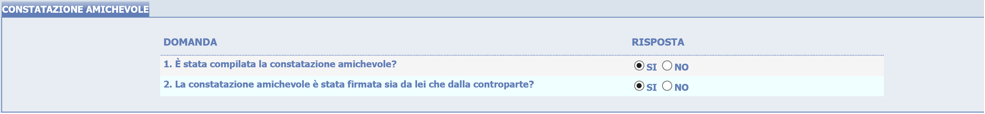 CONSTATAZIONE AMICHEVOLE
DOMANDA RISPOSTA
1. È stata compilata la constatazione amichevole? SI NO
2. La constatazione amichevole è stata firmata sia da lei che dalla controparte? SI NO